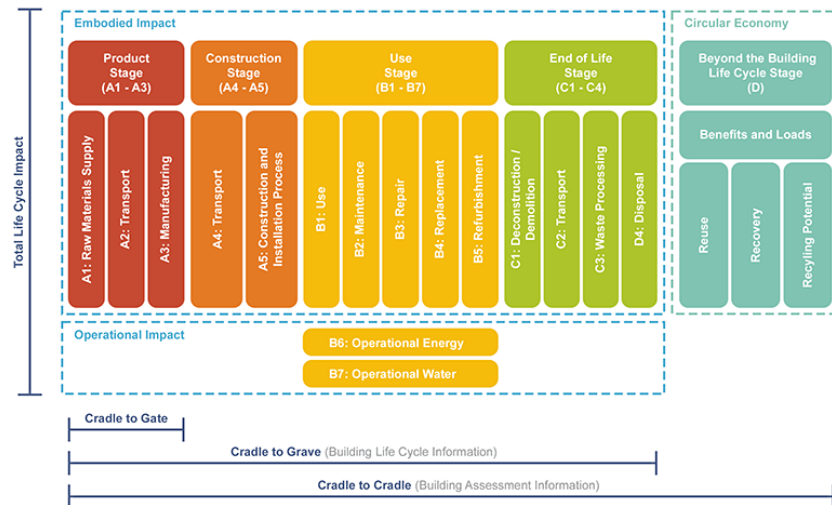 Total Life Cycle Impact
Embodied Impact
Product
Stage
(A1 - A3)
Construction
Stage
(A4 - A5)
Use
Stage
(B1 - B7)
End of Life
Stage
(C1 - C4)
A1: Raw Materials Supply
A2: Transport
A3: Manufacturing
A4: Transport
A5: Construction and
Installation Process
B1: Use
B2: Maintenance
B3: Repair
B4: Replacement
B5: Refurbishment
C1: Deconstruction /
Demolition
C2: Transport
C3: Waste Processing
D4: Disposal
Circular Economy
Beyond the Building
Life Cycle Stage
(D)
Benefits and Loads
Reuse
Recovery
Recyling Potential
Operational Impact
B6: Operational Energy
B7: Operational Water
Cradle to Gate
Cradle to Grave (Building Life Cycle Information)
Cradle to Cradle (Building Assessment Information)